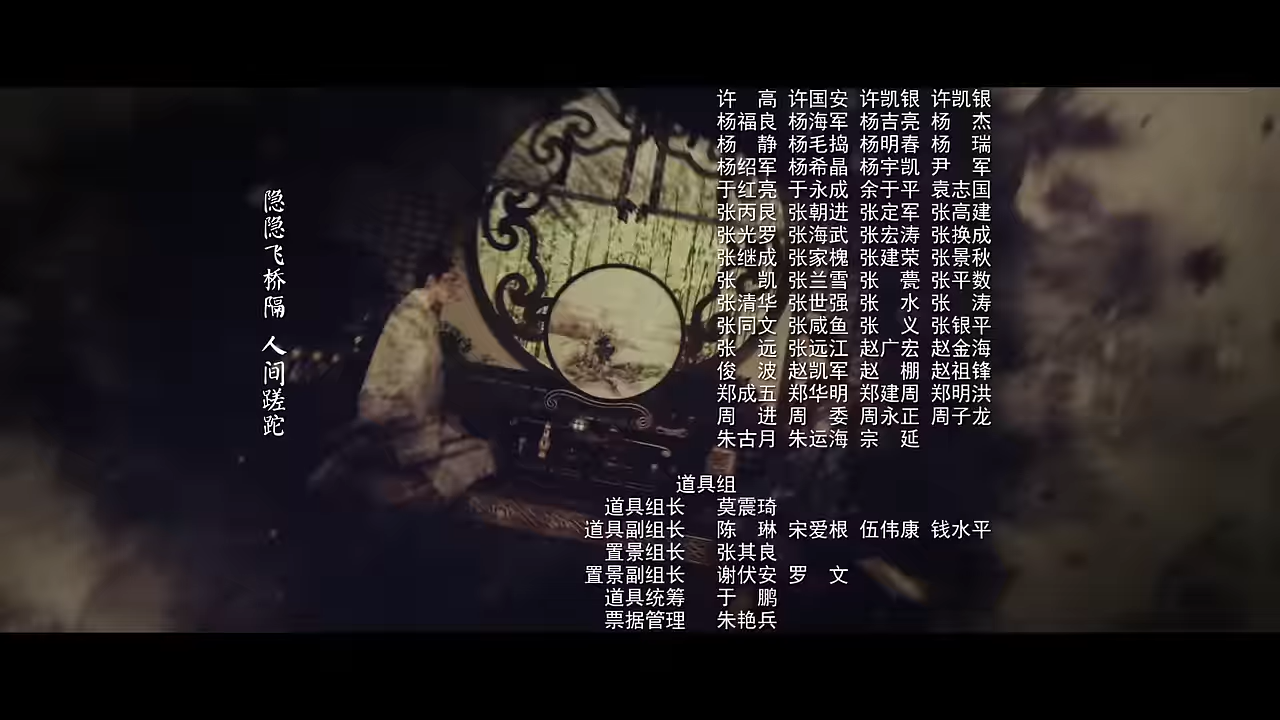 隐隐飞桥隔 人间蹉跎
许　高 许国安 许凯银 许凯银
杨福良 杨海军 杨吉亮 杨　杰
杨　静 杨毛捣 杨明春 杨　瑞
杨绍军 杨希晶 杨宇凯 尹　军
于红亮 于永成 余于平 袁志国
张丙艮 张朝进 张定军 张高建
张光罗 张海武 张宏涛 张换成
张继成 张家槐 张建荣 张景秋
张　凯 张兰雪 张　甍 张平数
张清华 张世强 张　水 张　涛
张同文 张咸鱼 张　义 张银平
张　远 张远江 赵广宏 赵金海
俊　波 赵凯军 赵　棚 赵祖锋
郑成五 郑华明 郑建周 郑明洪
周　进 周　委 周永正 周子龙
朱古月 朱运海 宗　延
道具组
道具组长 莫震琦
道具副组长 陈　琳 宋爱根 伍伟康 钱水平
置景组长 张其良
置景副组长 谢伏安 罗　文
道具统筹 于　鹏
票据管理 朱艳兵